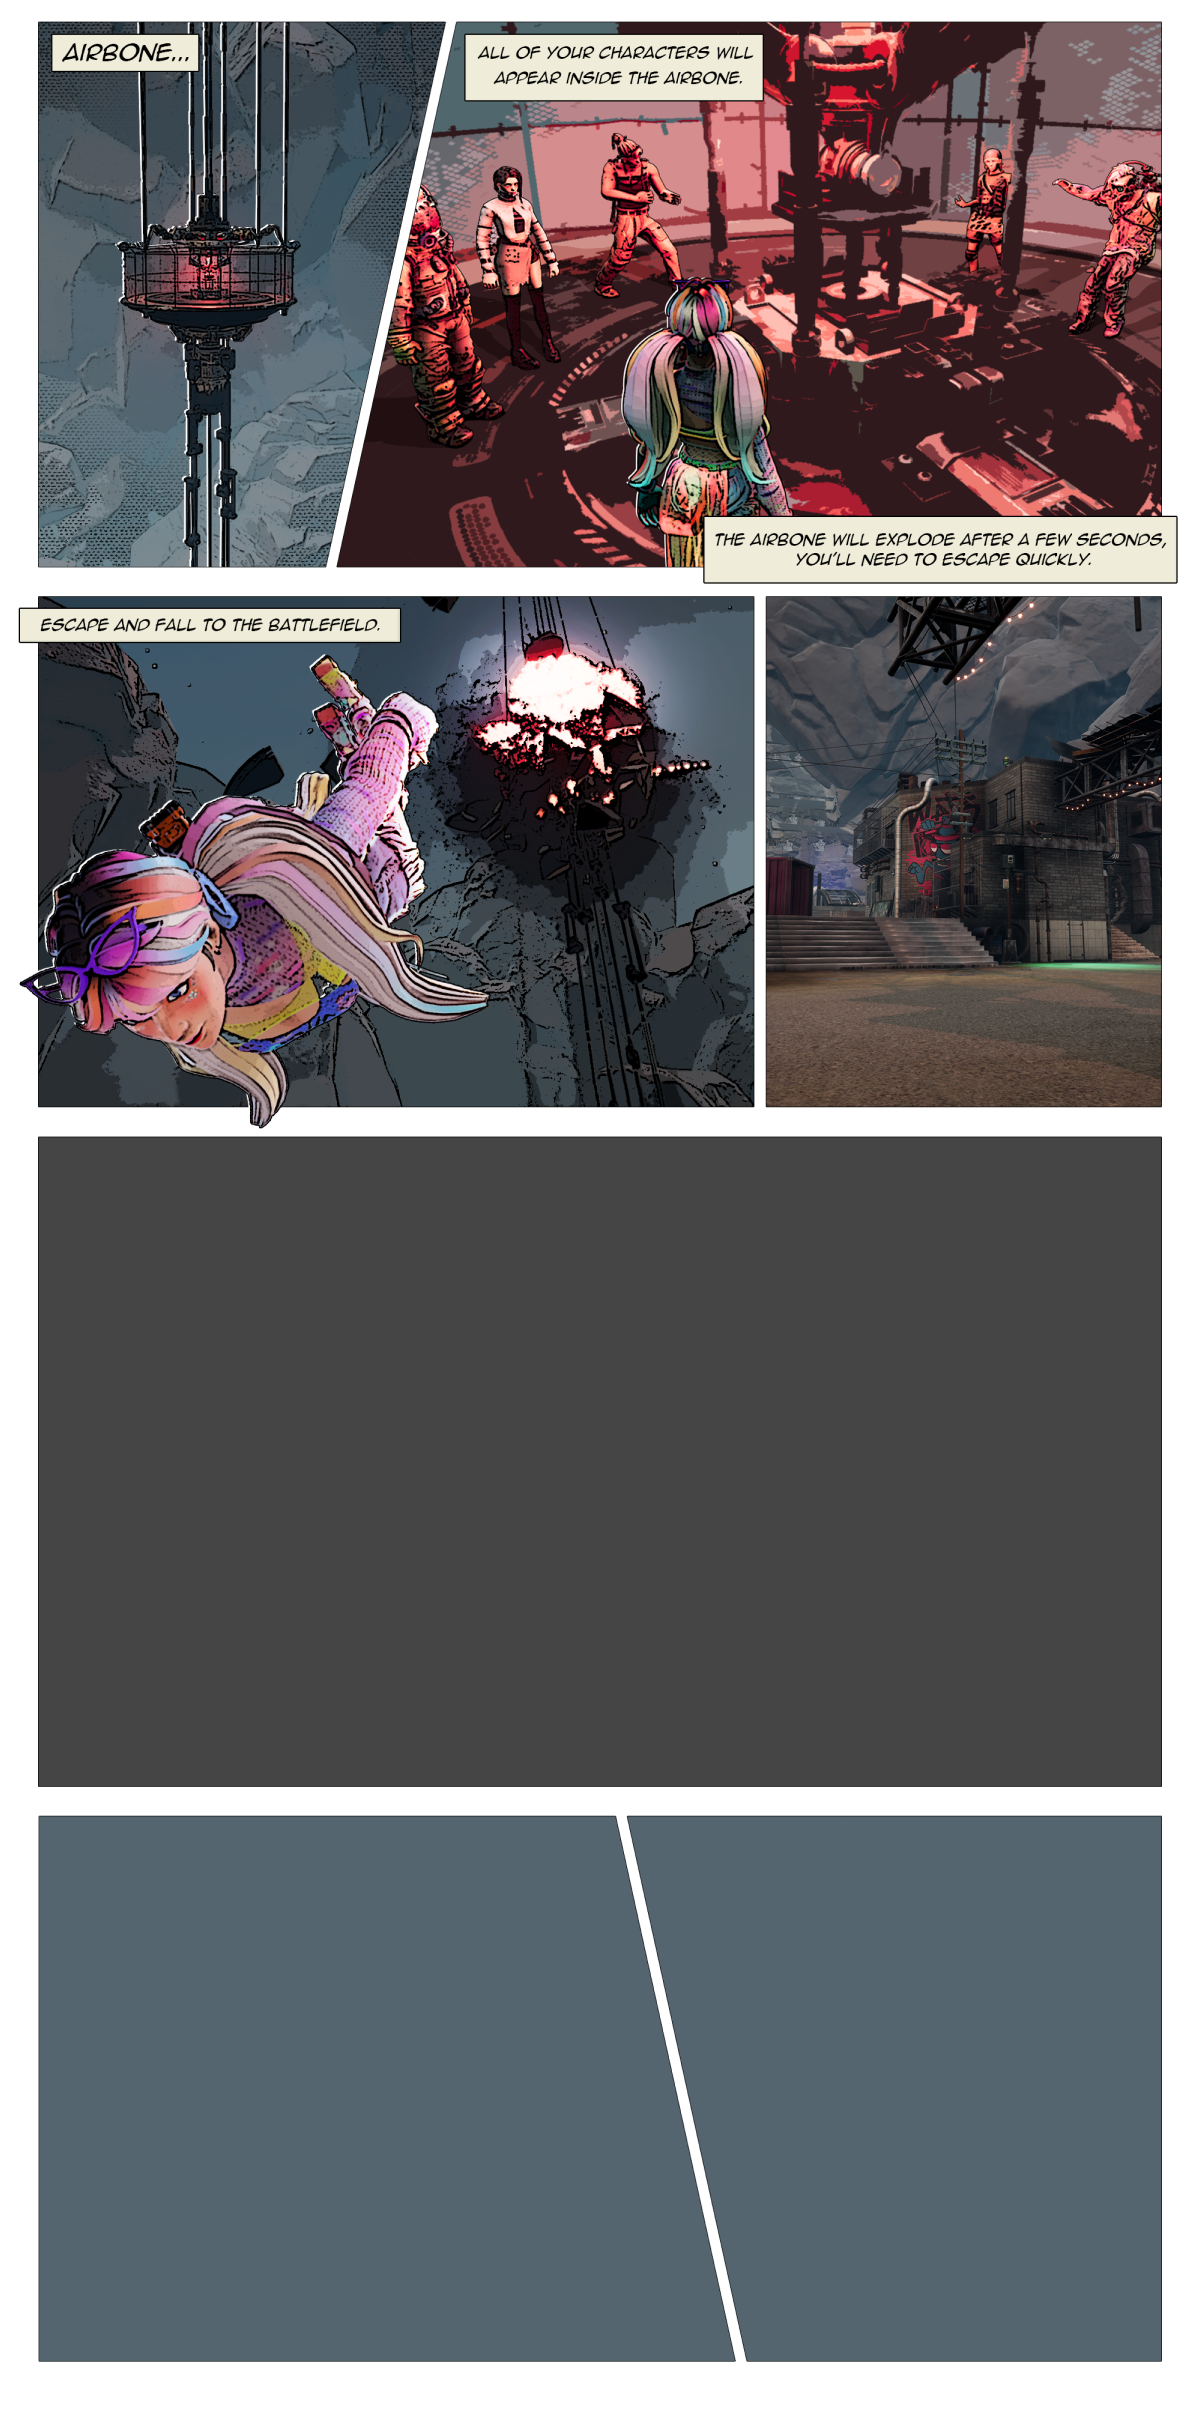 AIRBONE...
ALL OF YOUR CHARACTERS WILL
APPEAR INSIDE THE AIRBONE.
THE AIRBONE WILL EXPLODE AFTER A FEW SECONDS,
YOU'LL NEED TO ESCAPE QUICKLY.
ESCAPE AND FALL TO THE BATTLEFIELD.